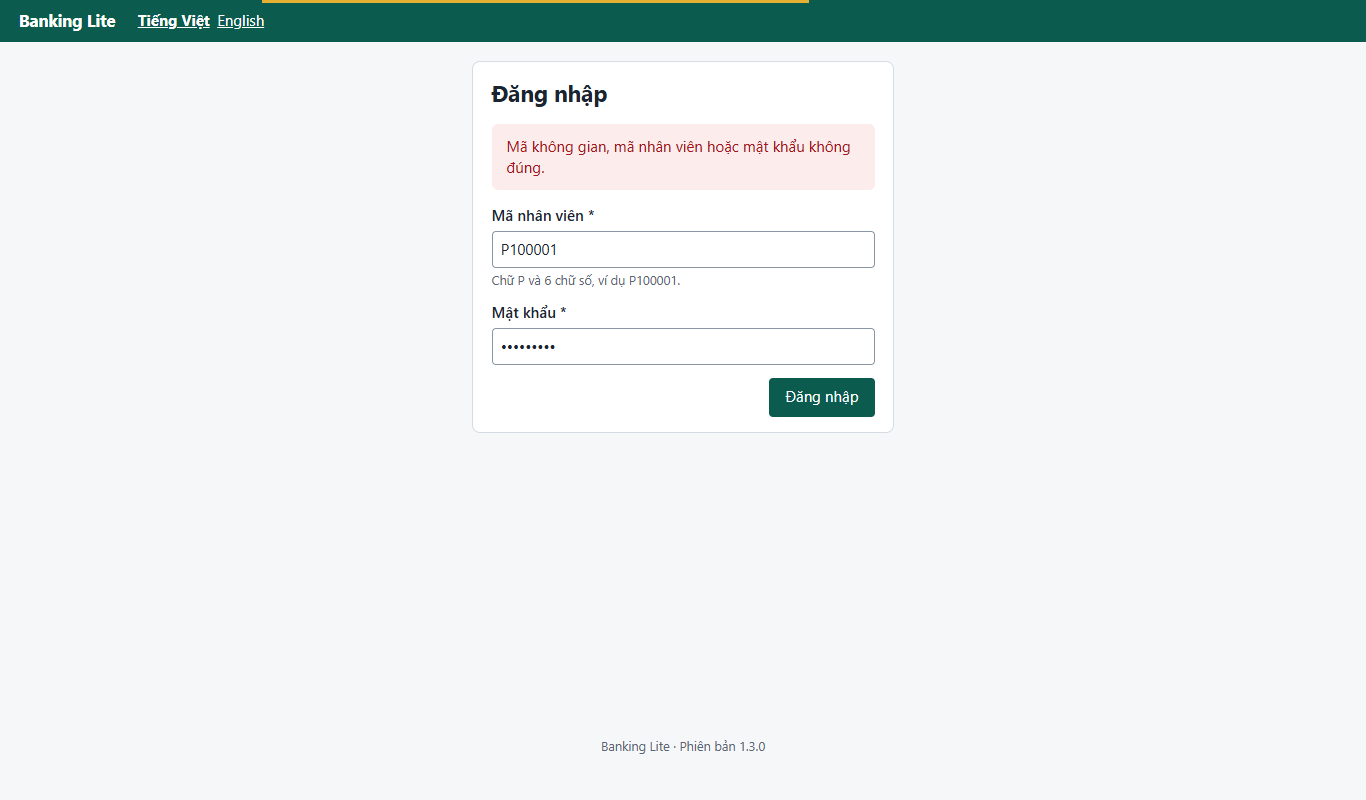 Banking Lite Tiếng Việt English
Đăng nhập
Mã không gian, mã nhân viên hoặc mật khẩu không
đúng.
Mã nhân viên *
P100001
Chữ P và 6 chữ số, ví dụ P100001.
Mật khẩu *
•••••••••
Đăng nhập
Banking Lite · Phiên bản 1.3.0